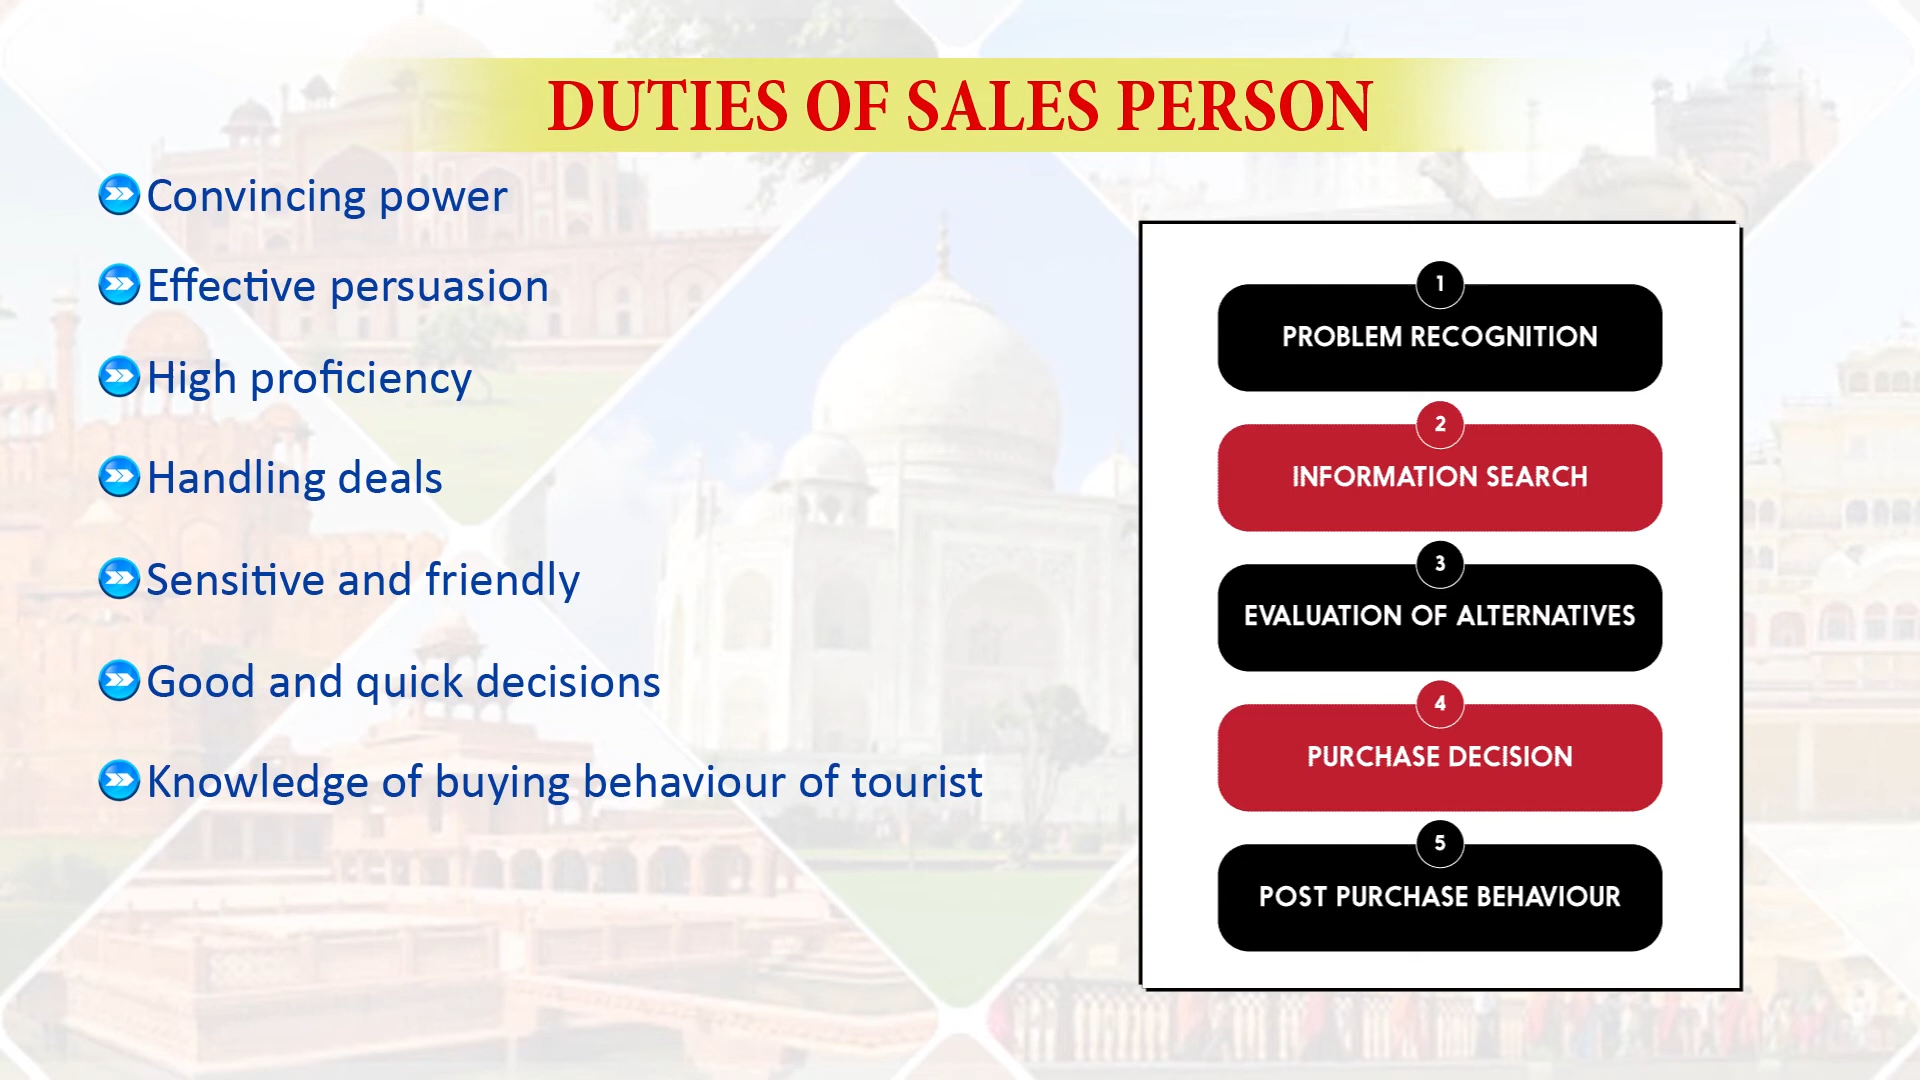 DUTIES OF SALES PERSON
Convincing power
Effective persuasion
High proficiency
Handling deals
Sensitive and friendly
Good and quick decisions
Knowledge of buying behaviour of tourist
1
PROBLEM RECOGNITION
2
INFORMATION SEARCH
3
EVALUATION OF ALTERNATIVES
4
PURCHASE DECISION
5
POST PURCHASE BEHAVIOUR